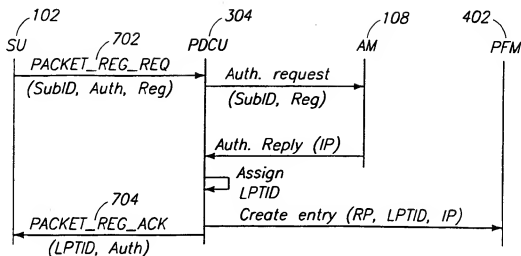 102
304
108
402
SU
PDCU
AM
PFM
702
PACKET_REG_REQ
(SubID, Auth, Reg)
Auth. request
(SubID, Reg)
Auth. Reply (IP)
Assign
LPTID
704
PACKET_REG_ACK
(LPTID, Auth)
Create entry (RP, LPTID, IP)